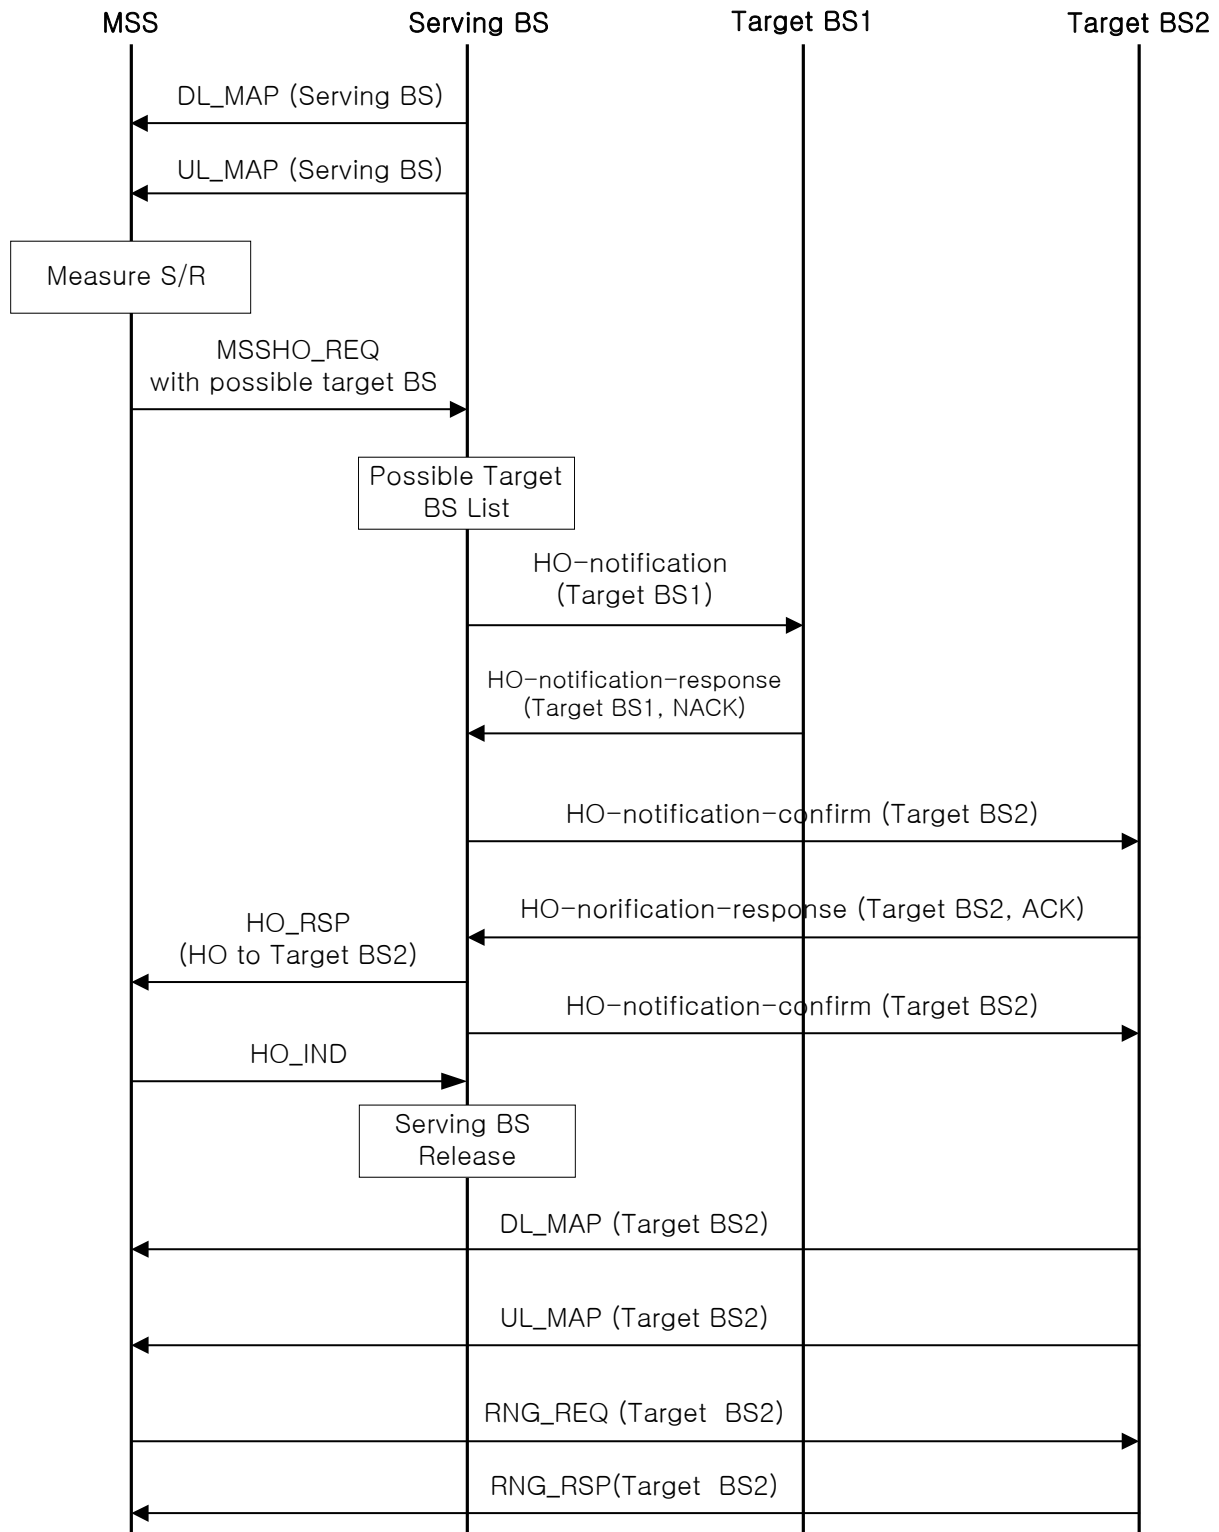 MSS
Serving BS
Target BS1
Target BS2
DL_MAP (Serving BS)
UL_MAP (Serving BS)
Measure S/R
MSSHO_REQ
with possible target BS
Possible Target
BS List
HO-notification
(Target BS1)
HO-notification-response
(Target BS1, NACK)
HO-notification-confirm (Target BS2)
HO-norification-response (Target BS2, ACK)
HO_RSP
(HO to Target BS2)
HO-notification-confirm (Target BS2)
HO_IND
Serving BS
Release
DL_MAP (Target BS2)
UL_MAP (Target BS2)
RNG_REQ (Target BS2)
RNG_RSP(Target BS2)